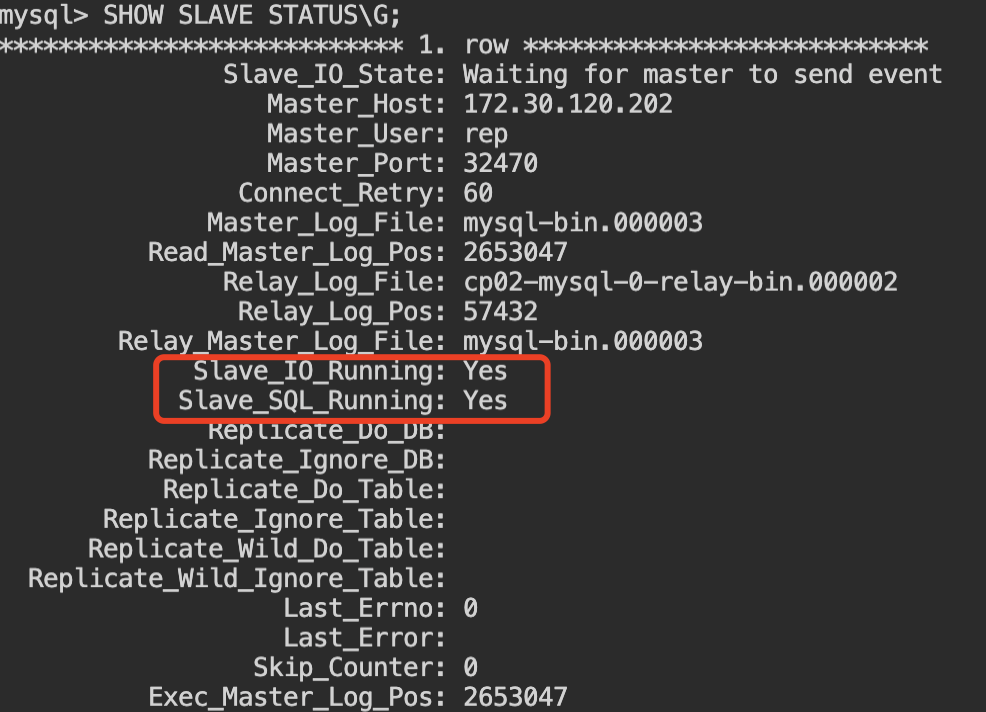 mysql> SHOW SLAVE STATUS\G;
*************************** 1. row ***************************
Slave_IO_State: Waiting for master to send event
Master_Host: 172.30.120.202
Master_User: rep
Master_Port: 32470
Connect_Retry: 60
Master_Log_File: mysql-bin.000003
Read_Master_Log_Pos: 2653047
Relay_Log_File: cp02-mysql-0-relay-bin.000002
Relay_Log_Pos: 57432
Relay_Master_Log_File: mysql-bin.000003
Slave_IO_Running: Yes
Slave_SQL_Running: Yes
Replicate_Do_DB:
Replicate_Ignore_DB:
Replicate_Do_Table:
Replicate_Ignore_Table:
Replicate_Wild_Do_Table:
Replicate_Wild_Ignore_Table:
Last_Errno: 0
Last_Error:
Skip_Counter: 0
Exec_Master_Log_Pos: 2653047